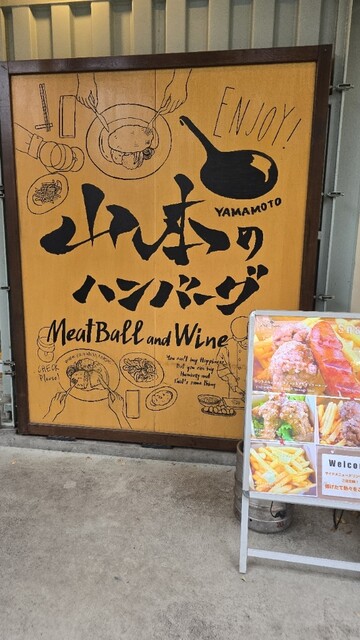 ENJOY!
YAMAMOTO
山本の
ハンバーグ
MeatBall and Wine
CHECK
Please!
You can't buy Happiness
But you can buy
Hamburg and
that's same thing
Welco